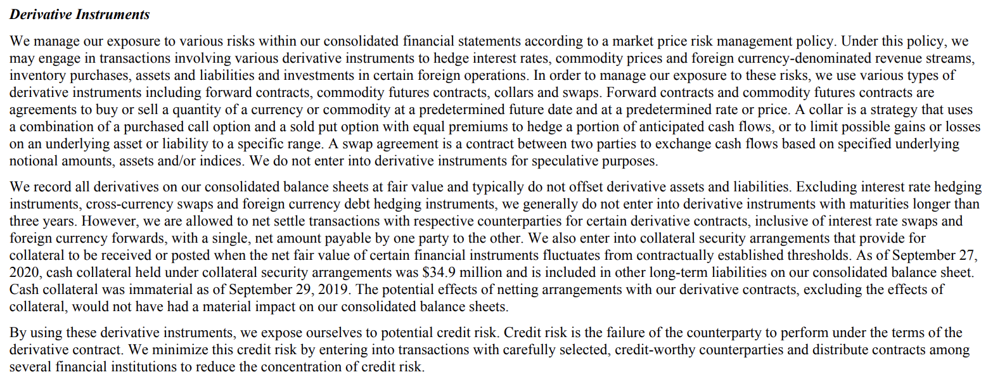 Derivative Instruments
We manage our exposure to various risks within our consolidated financial statements according to a market price risk management policy. Under this policy, we
may engage in transactions involving various derivative instruments to hedge interest rates, commodity prices and foreign currency-denominated revenue streams,
inventory purchases, assets and liabilities and investments in certain foreign operations. In order to manage our exposure to these risks, we use various types of
derivative instruments including forward contracts, commodity futures contracts, collars and swaps. Forward contracts and commodity futures contracts are
agreements to buy or sell a quantity of a currency or commodity at a predetermined future date and at a predetermined rate or price. A collar is a strategy that uses
a combination of a purchased call option and a sold put option with equal premiums to hedge a portion of anticipated cash flows, or to limit possible gains or losses
on an underlying asset or liability to a specific range. A swap agreement is a contract between two parties to exchange cash flows based on specified underlying
notional amounts, assets and/or indices. We do not enter into derivative instruments for speculative purposes.
We record all derivatives on our consolidated balance sheets at fair value and typically do not offset derivative assets and liabilities. Excluding interest rate hedging
instruments, cross-currency swaps and foreign currency debt hedging instruments, we generally do not enter into derivative instruments with maturities longer than
three years. However, we are allowed to net settle transactions with respective counterparties for certain derivative contracts, inclusive of interest rate swaps and
foreign currency forwards, with a single, net amount payable by one party to the other. We also enter into collateral security arrangements that provide for
collateral to be received or posted when the net fair value of certain financial instruments fluctuates from contractually established thresholds. As of September 27,
2020, cash collateral held under collateral security arrangements was $34.9 million and is included in other long-term liabilities on our consolidated balance sheet.
Cash collateral was immaterial as of September 29, 2019. The potential effects of netting arrangements with our derivative contracts, excluding the effects of
collateral, would not have had a material impact on our consolidated balance sheets.
By using these derivative instruments, we expose ourselves to potential credit risk. Credit risk is the failure of the counterparty to perform under the terms of the
derivative contract. We minimize this credit risk by entering into transactions with carefully selected, credit-worthy counterparties and distribute contracts among
several financial institutions to reduce the concentration of credit risk.